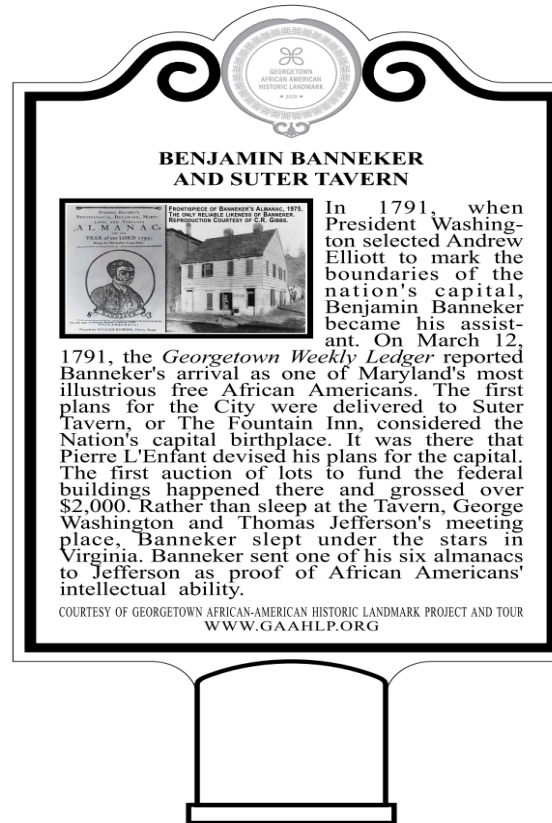 GEORGETOWN
AFRICAN AMERICAN
HISTORIC LANDMARK
2020
BENJAMIN BANNEKER
AND SUTER TAVERN
ALMANAC,
YEAR of our LORD 1795;
FRONTISPIECE OF BANNEKER'S ALMANAC, 1975.
THE ONLY RELIABLE LIKENESS OF BANNEKER.
REPRODUCTION COURTESY OF C.R. GIBBS.
In 1791, when
President Washing-
ton selected Andrew
Elliott to mark the
boundaries of the
nation's capital,
Benjamin Banneker
became his assist-
ant. On March 12,
1791, the Georgetown Weekly Ledger reported
Banneker's arrival as one of Maryland's most
illustrious free African Americans. The first
plans for the City were delivered to Suter
Tavern, or The Fountain Inn, considered the
Nation's capital birthplace. It was there that
Pierre L'Enfant devised his plans for the capital.
The first auction of lots to fund the federal
buildings happened there and grossed over
$2,000. Rather than sleep at the Tavern, George
Washington and Thomas Jefferson's meeting
place, Banneker slept under the stars in
Virginia. Banneker sent one of his six almanacs
to Jefferson as proof of African Americans'
intellectual ability.
COURTESY OF GEORGETOWN AFRICAN-AMERICAN HISTORIC LANDMARK PROJECT AND TOUR
WWW.GAAHLP.ORG